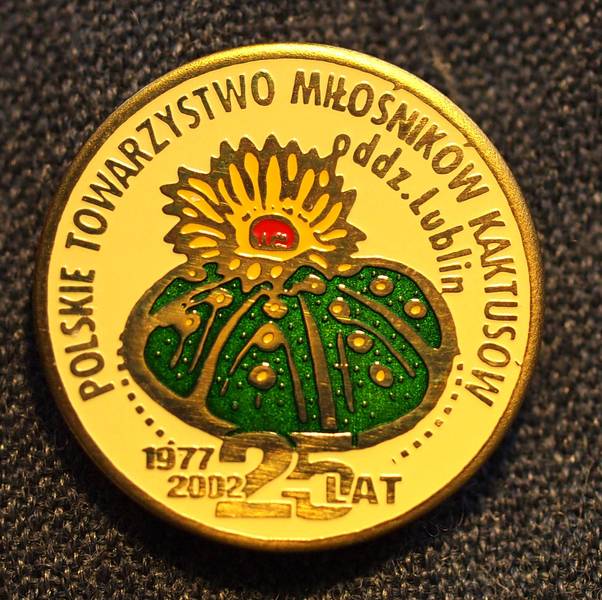 POLSKIE TOWARZYSTWO MIŁOŚNIKÓW KAKTUSÓW
Oddz. Lublin
1977
2002
25 LAT